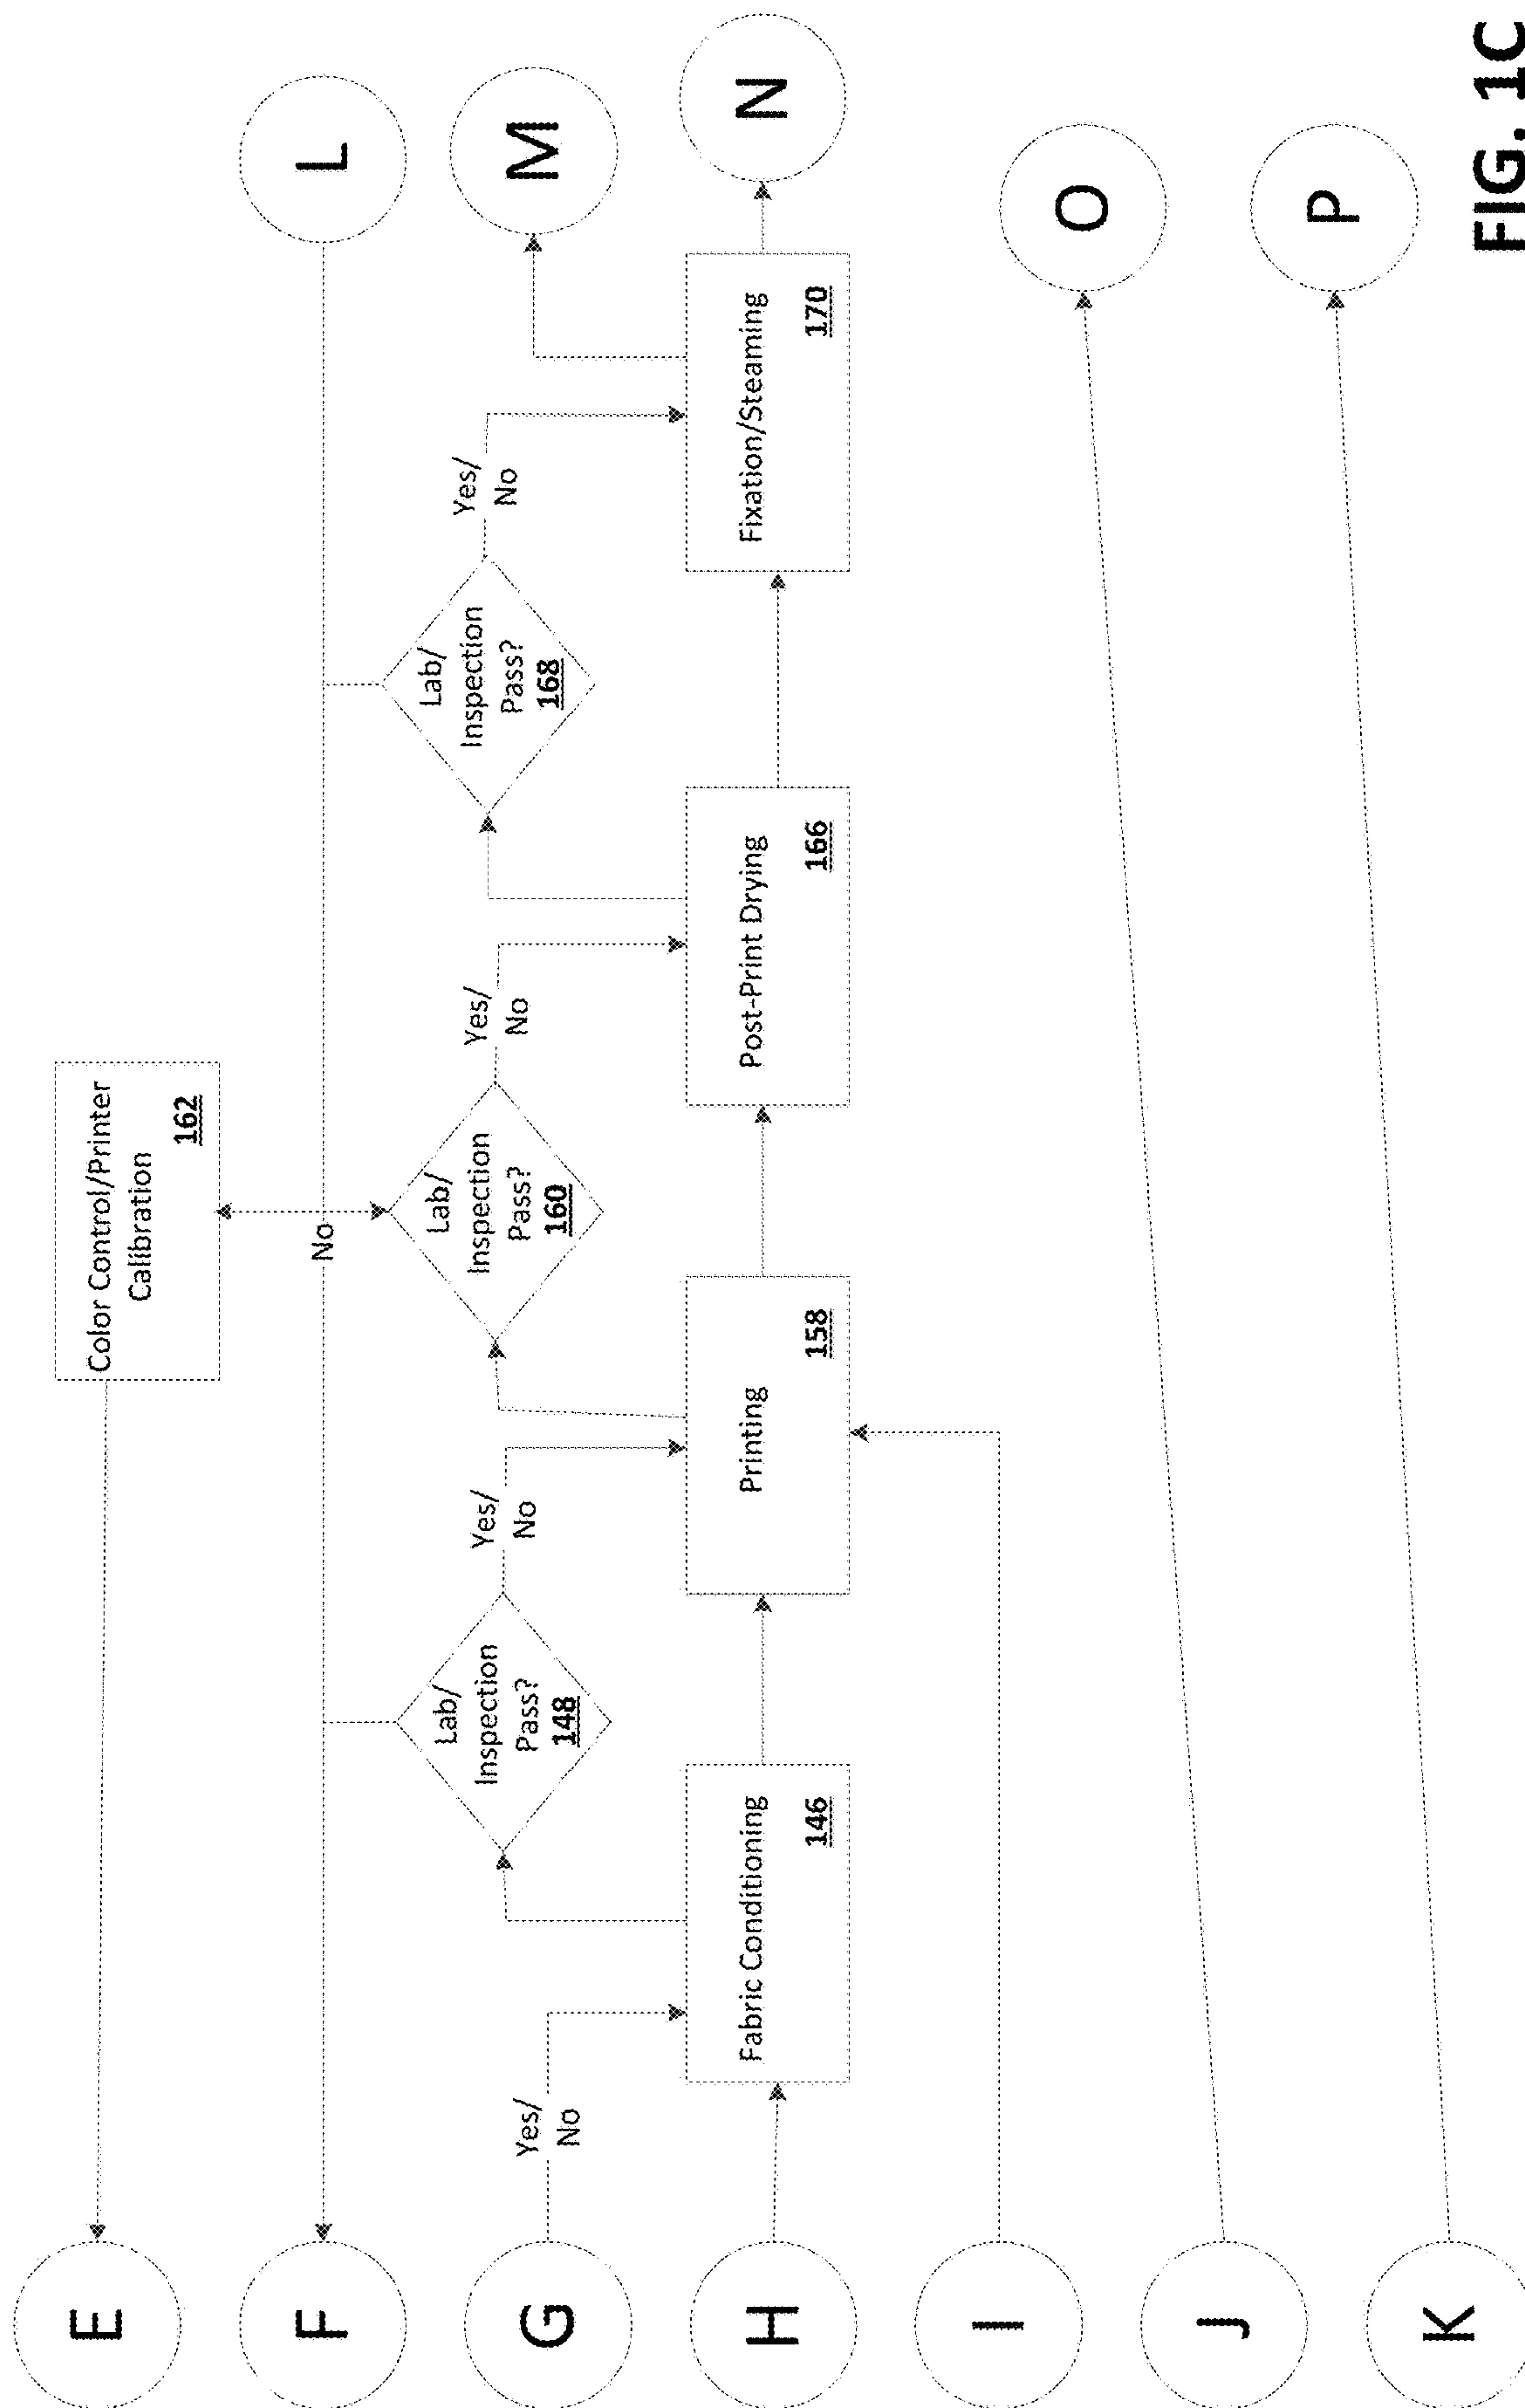 E
Color Control/Printer
Calibration
162
F
No
L
G
Yes/
No
Lab/
Inspection
Pass?
148
Yes/
No
Lab/
Inspection
Pass?
160
Yes/
No
Lab/
Inspection
Pass?
168
Yes/
No
M
H
Fabric Conditioning
146
Printing
158
Post-Print Drying
166
Fixation/Steaming
170
N
I
J
O
K
P
FIG. 1C